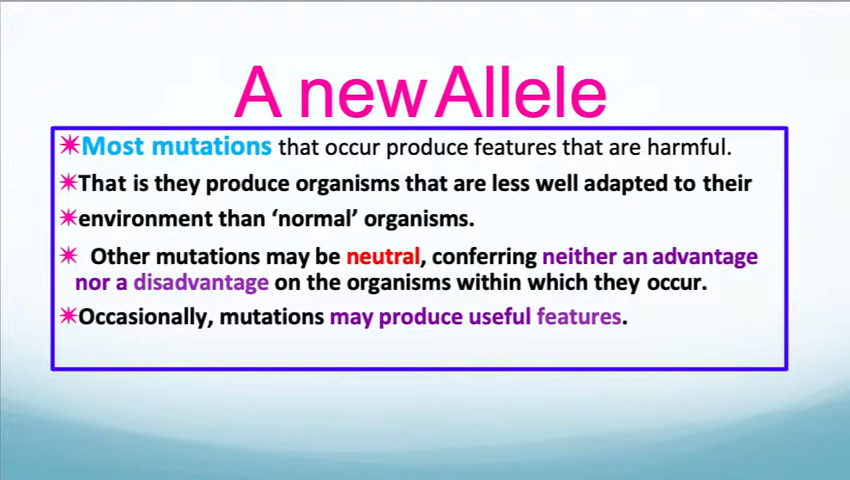 A new Allele
✴Most mutations that occur produce features that are harmful.
✴That is they produce organisms that are less well adapted to their
✴environment than ‘normal’ organisms.
✴ Other mutations may be neutral, conferring neither an advantage
nor a disadvantage on the organisms within which they occur.
✴Occasionally, mutations may produce useful features.